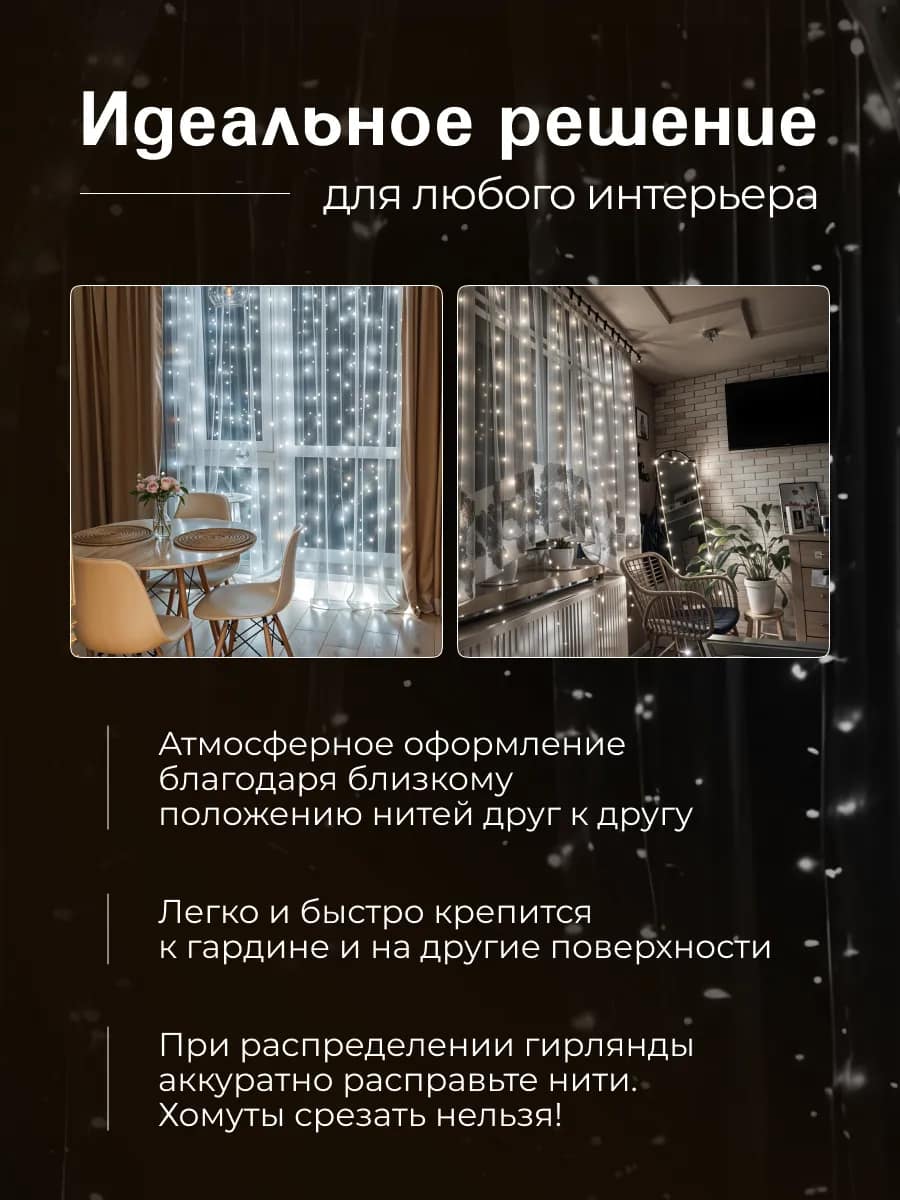 Идеальное решение
для любого интерьера
Атмосферное оформление
благодаря близкому
положению нитей друг к другу
Легко и быстро крепится
к гардине и на другие поверхности
При распределении гирлянды
аккуратно расправьте нити.
Хомуты срезать нельзя!